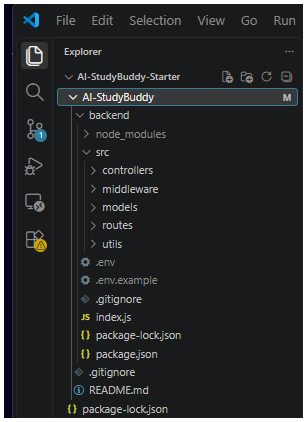 File Edit Selection View Go Run
Explorer
AI-StudyBuddy-Starter
AI-StudyBuddy M
backend
node_modules
src
controllers
middleware
models
routes
utils
.env
.env.example
.gitignore
JS index.js
{} package-lock.json
{} package.json
.gitignore
README.md
{} package-lock.json
1